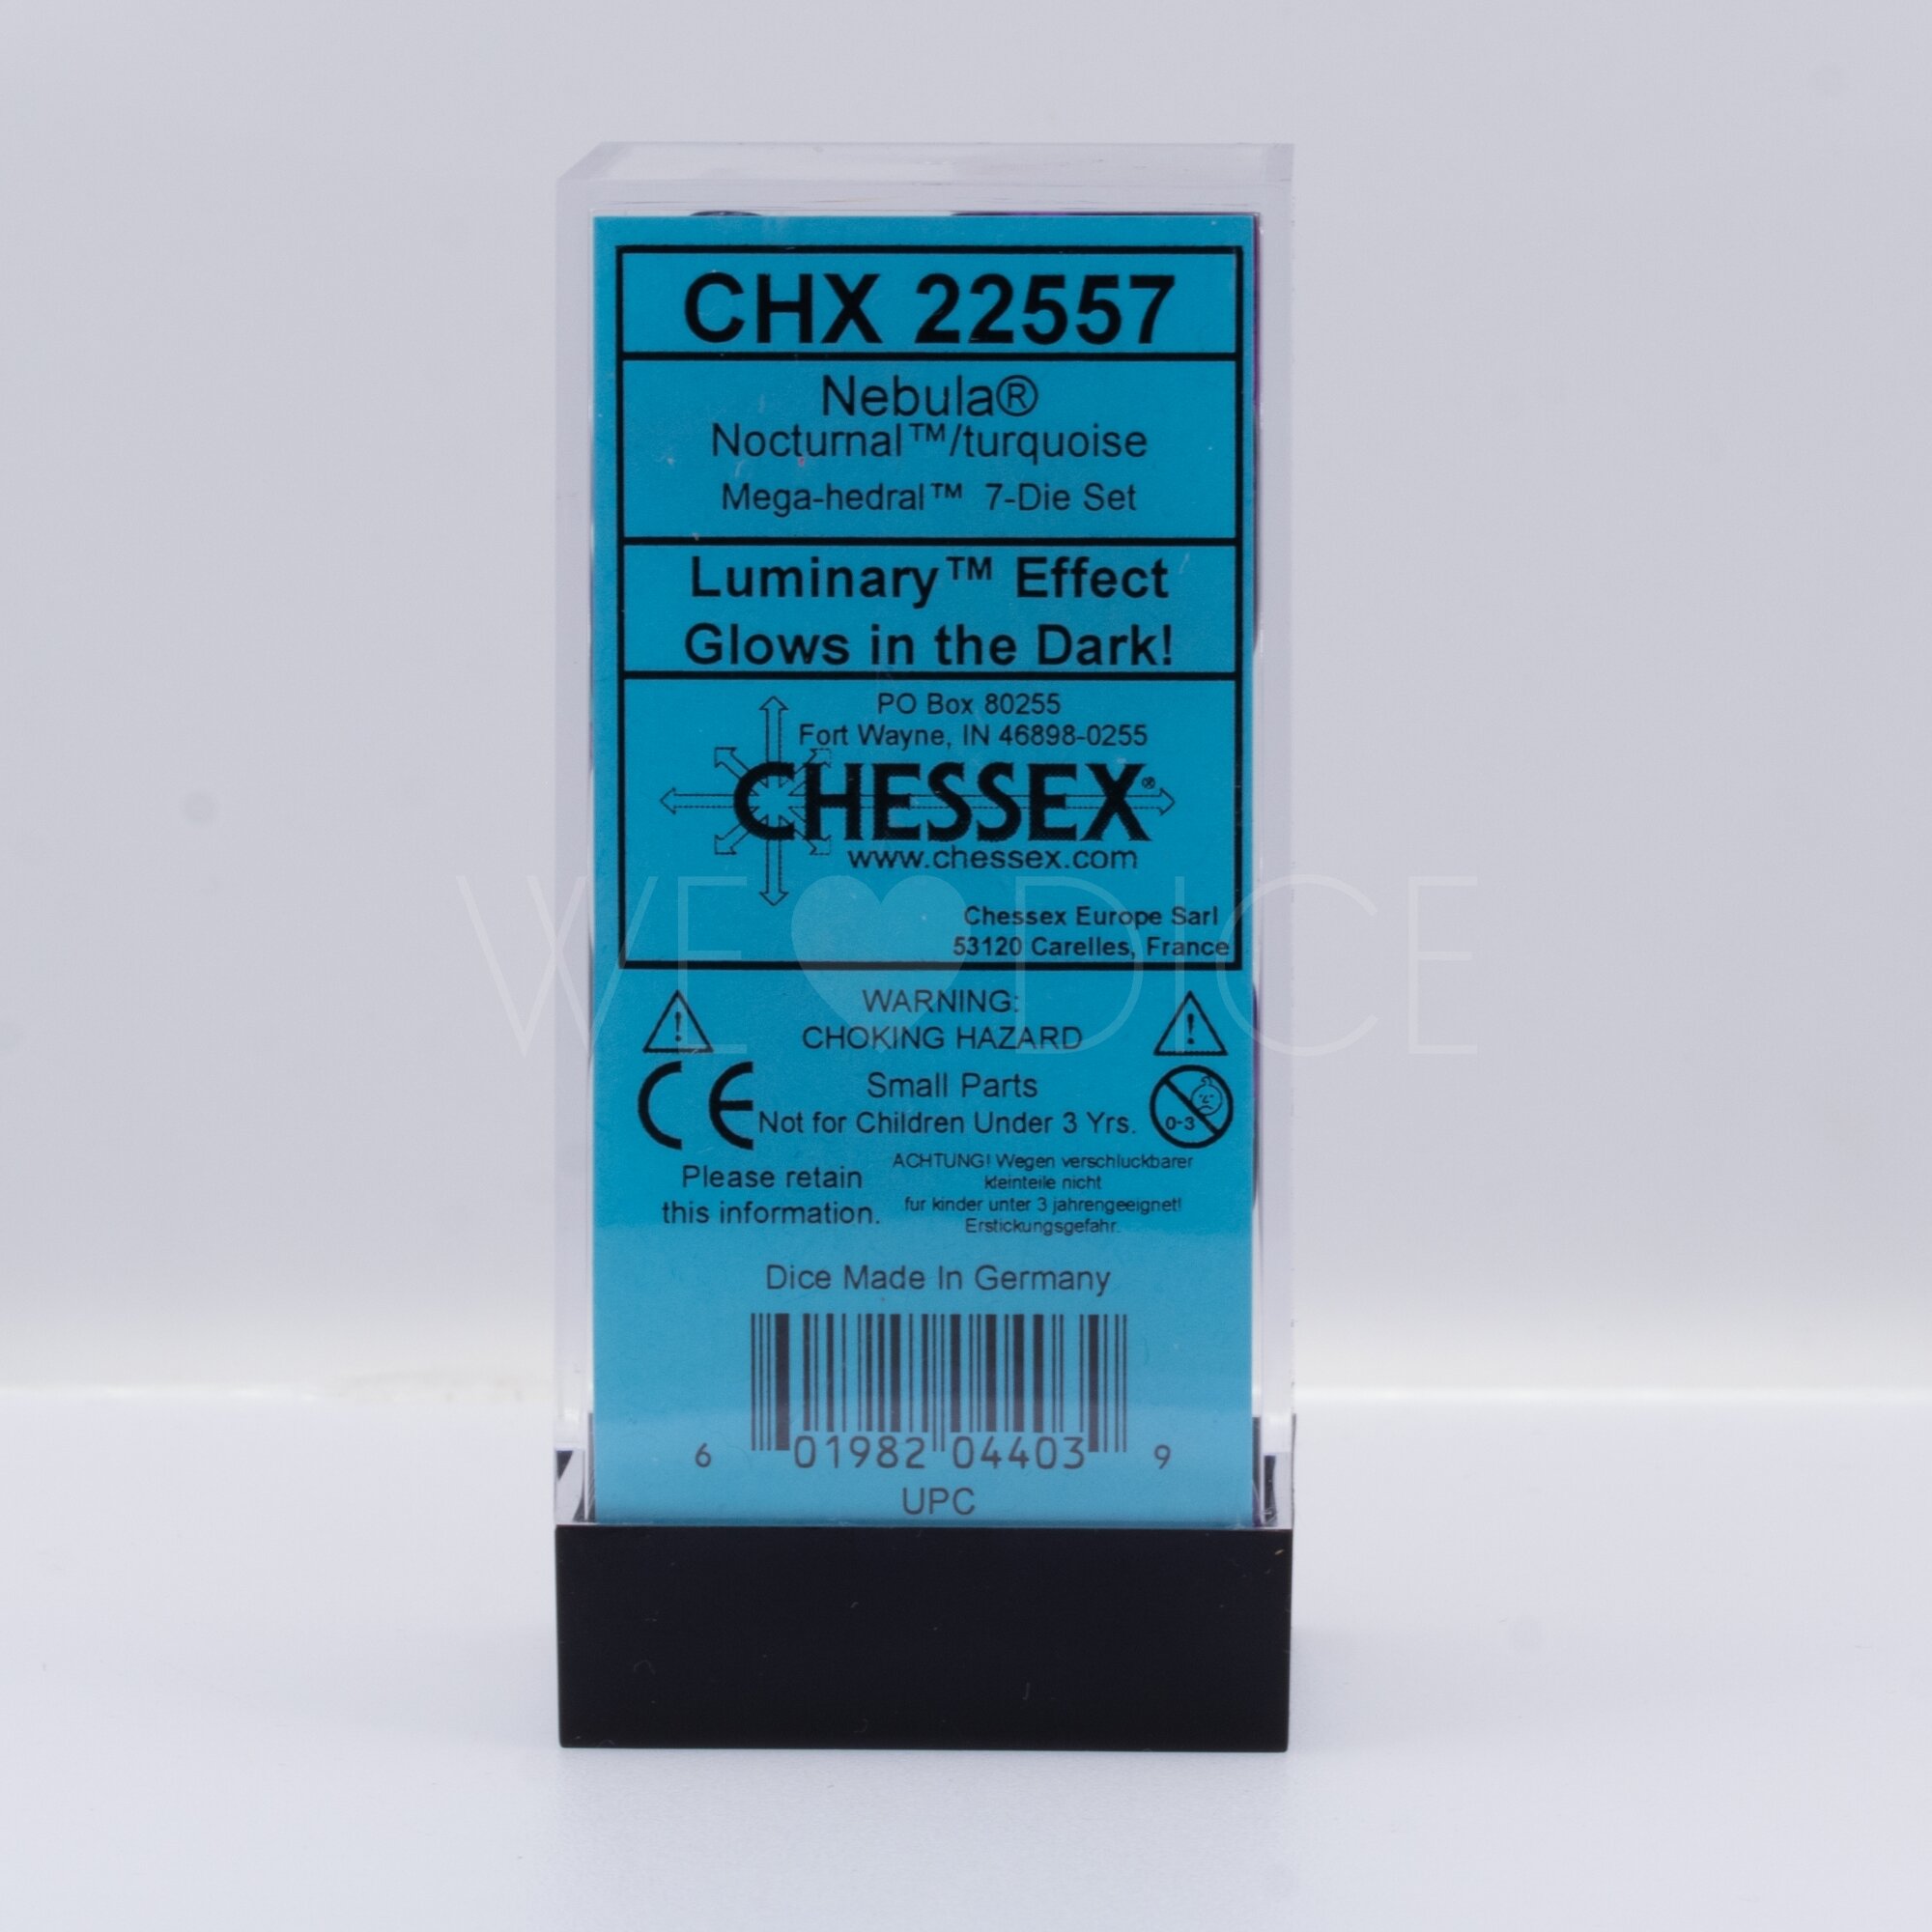 CHX 22557
Nebula®
Nocturnal™/turquoise
Mega-hedral™ 7-Die Set
Luminary™ Effect
Glows in the Dark!
PO Box 80255
Fort Wayne, IN 46898-0255
CHESSEX®
www.chessex.com
Chessex Europe Sarl
53120 Carelles, France
WE DICE
WARNING:
CHOKING HAZARD
! !
CE
Small Parts
Not for Children Under 3 Yrs.
0-3
Please retain
this information.
ACHTUNG! Wegen verschluckbarer
kleinteile nicht
fur kinder unter 3 jahrengeeignet!
Erstickungsgefahr.
Dice Made In Germany
6 01982 04403 9
UPC